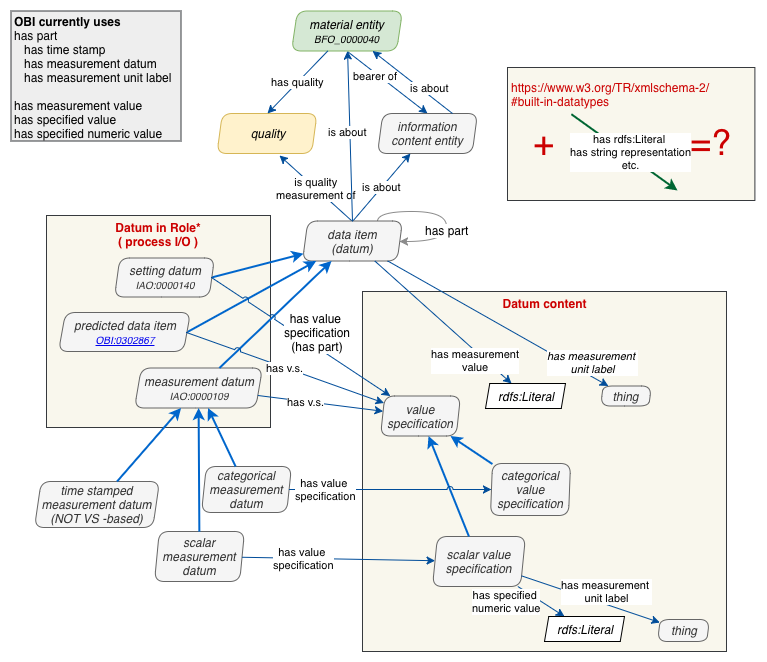 OBI currently uses
has part
has time stamp
has measurement datum
has measurement unit label
has measurement value
has specified value
has specified numeric value
material entity
BFO_0000040
has quality
bearer of
is about
quality
is about
information
content entity
is quality
measurement of
is about
https://www.w3.org/TR/xmlschema-2/
#built-in-datatypes
+
has rdfs:Literal
has string representation
etc.
=?
data item
(datum)
has part
Datum in Role*
( process I/O )
setting datum
IAO:0000140
predicted data item
OBI:0302867
measurement datum
IAO:0000109
has value
specification
(has part)
has v.s.
has v.s.
Datum content
has measurement
value
has measurement
unit label
rdfs:Literal
thing
value
specification
time stamped
measurement datum
(NOT VS -based)
categorical
measurement
datum
has value
specification
categorical
value
specification
scalar
measurement
datum
has value
specification
scalar value
specification
has measurement
unit label
has specified
numeric value
rdfs:Literal
thing